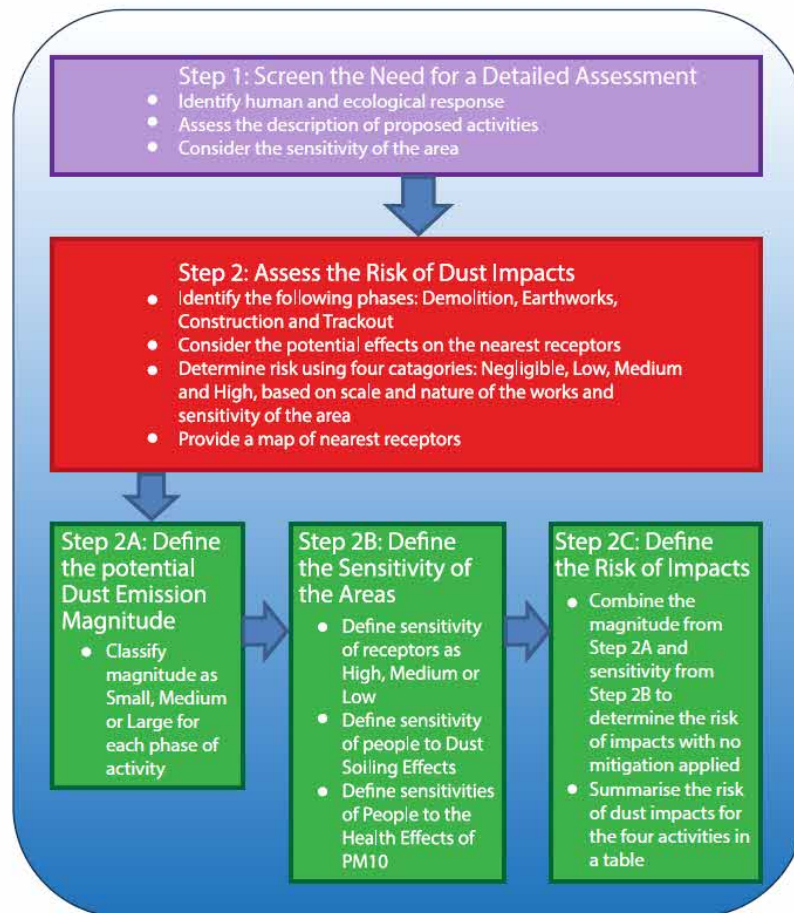 Step 1: Screen the Need for a Detailed Assessment
● Identify human and ecological response
● Assess the description of proposed activities
● Consider the sensitivity of the area
Step 2: Assess the Risk of Dust Impacts
● Identify the following phases: Demolition, Earthworks,
Construction and Trackout
● Consider the potential effects on the nearest receptors
● Determine risk using four catagories: Negligible, Low, Medium
and High, based on scale and nature of the works and
sensitivity of the area
● Provide a map of nearest receptors
Step 2A: Define
the potential
Dust Emission
Magnitude
● Classify
magnitude as
Small, Medium
or Large for
each phase of
activity
Step 2B: Define
the Sensitivity of
the Areas
● Define sensitivity
of receptors as
High, Medium or
Low
● Define sensitivity
of people to Dust
Soiling Effects
● Define sensitivities
of People to the
Health Effects of
PM10
Step 2C: Define
the Risk of Impacts
● Combine the
magnitude from
Step 2A and
sensitivity from
Step 2B to
determine the risk
of impacts with no
mitigation applied
● Summarise the risk
of dust impacts for
the four activities in
a table